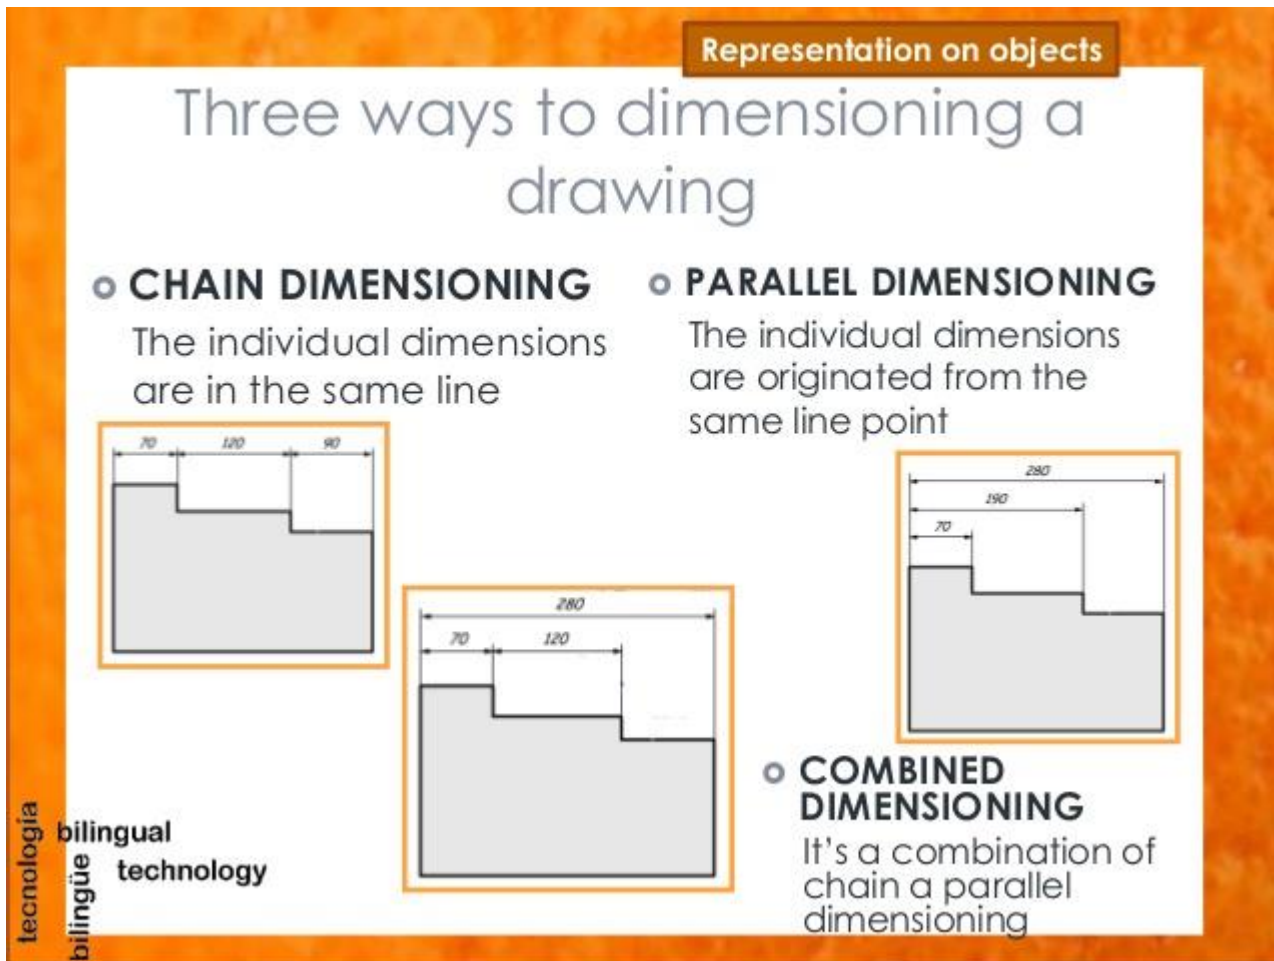 Representation on objects
Three ways to dimensioning a
drawing
CHAIN DIMENSIONING
The individual dimensions
are in the same line
70 120 90
PARALLEL DIMENSIONING
The individual dimensions
are originated from the
same line point
280
190
70
280
70 120
COMBINED
DIMENSIONING
It's a combination of
chain a parallel
dimensioning
tecnología
bilingüe
bilingual
technology